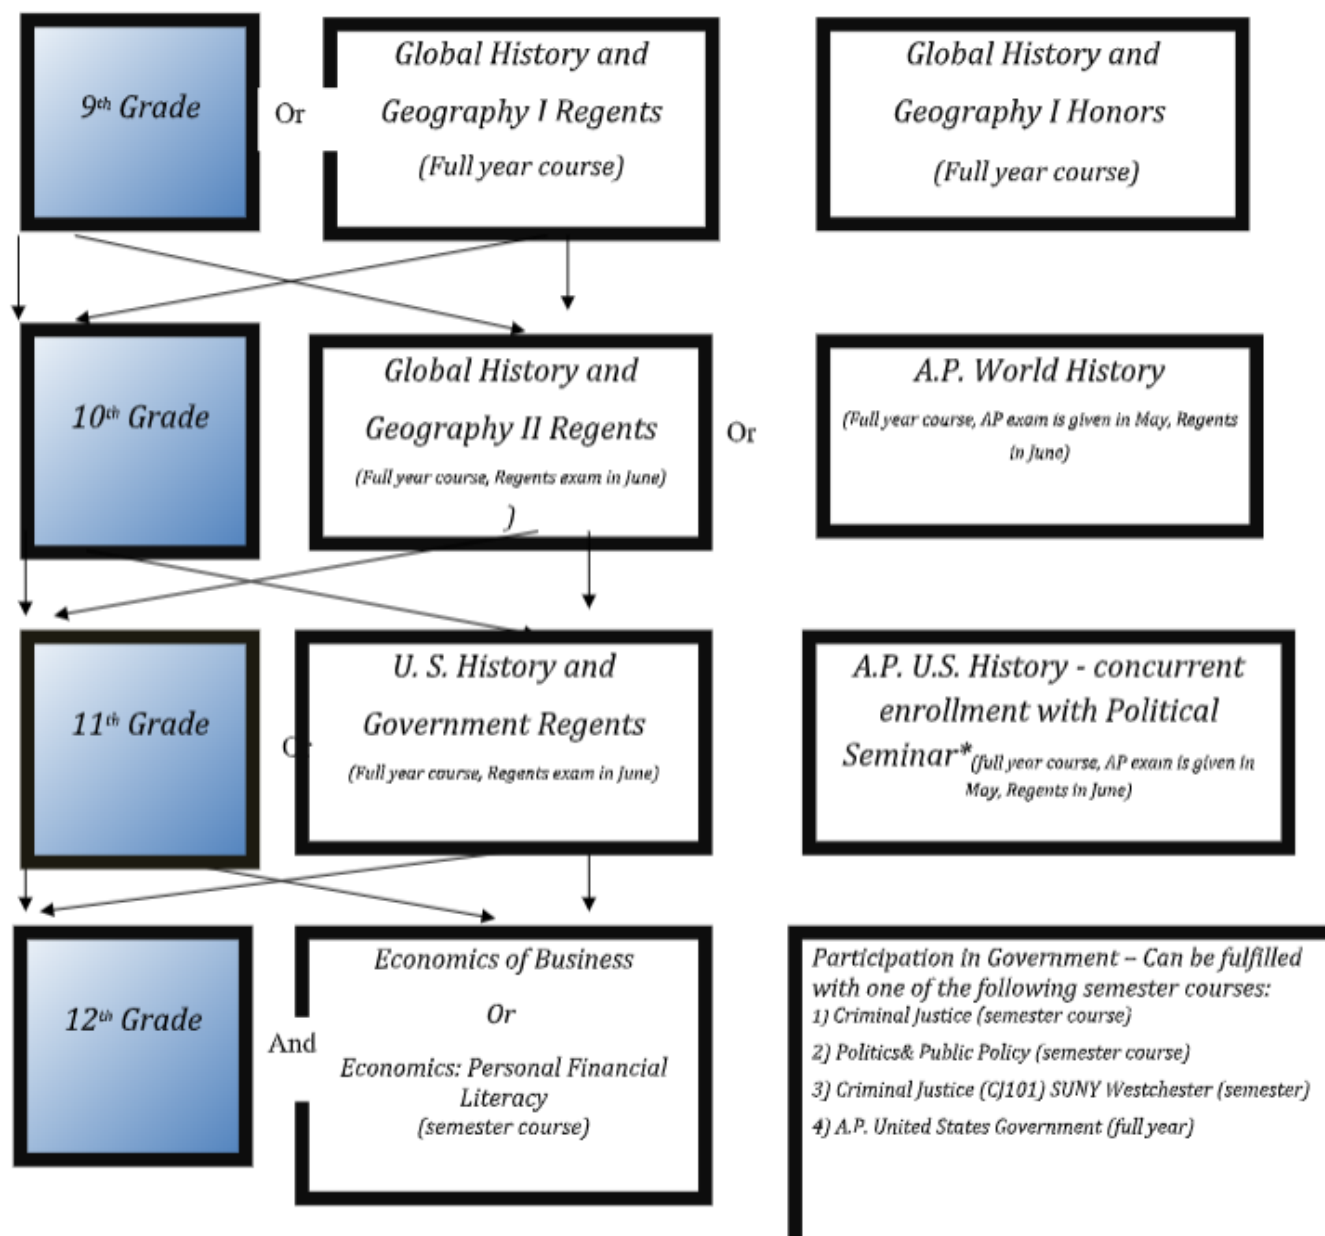 9th Grade
Or
Global History and
Geography I Regents
(Full year course)
Global History and
Geography I Honors
(Full year course)
10th Grade
Global History and
Geography II Regents
(Full year course, Regents exam in June)
)
Or
A.P. World History
(Full year course, AP exam is given in May, Regents
in June)
11th Grade
Or
U. S. History and
Government Regents
(Full year course, Regents exam in June)
A.P. U.S. History - concurrent
enrollment with Political
Seminar*(full year course, AP exam is given in
May, Regents in June)
12th Grade
And
Economics of Business
Or
Economics: Personal Financial
Literacy
(semester course)
Participation in Government – Can be fulfilled
with one of the following semester courses:
1) Criminal Justice (semester course)
2) Politics& Public Policy (semester course)
3) Criminal Justice (CJ101) SUNY Westchester (semester)
4) A.P. United States Government (full year)